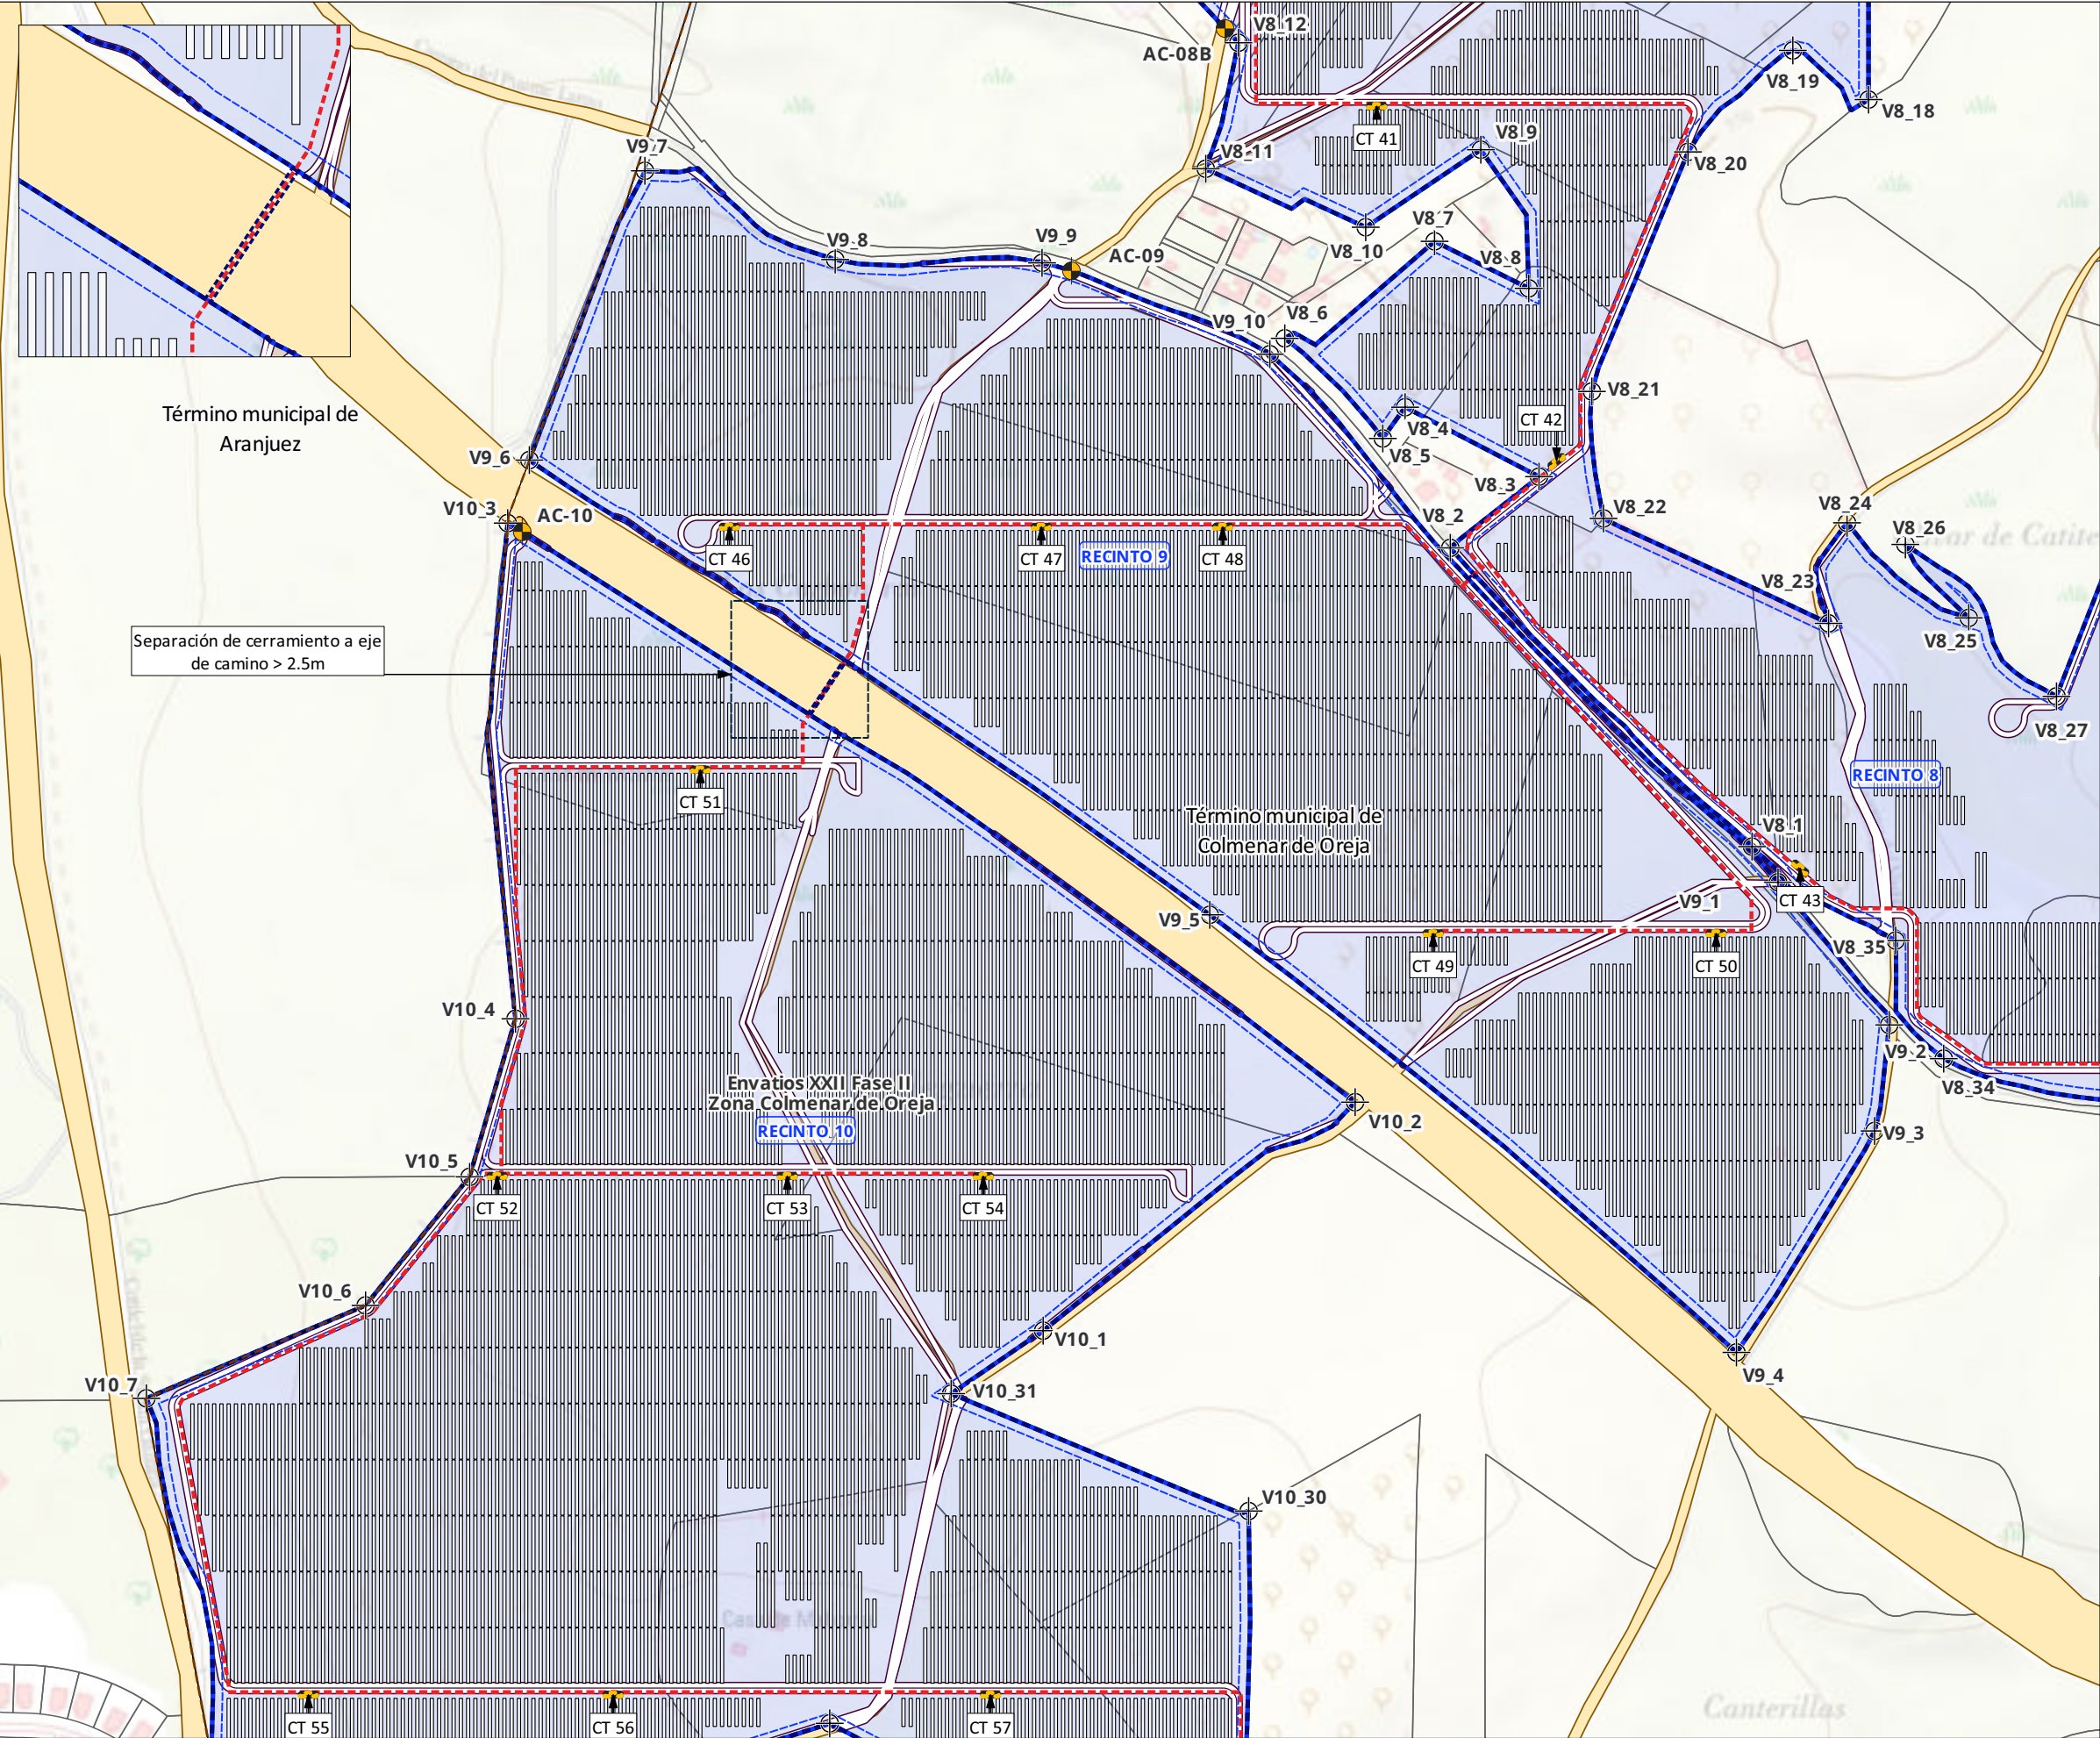 V8_12
AC-08B
V8_19
V8_18
CT 41
V8_9
V9_7
V8_11
V8_20
V8_7
V9_8
V9_9
V8_10
V8_8
AC-09
V9_10
V8_6
V8_21
Término municipal de
Aranjuez
CT 42
V8_4
V8_5
V9_6
V8_3
V10_3
AC-10
V8_2
V8_22
V8_24
V8_26
CT 46
CT 47
RECINTO 9
CT 48
V8_23
Separación de cerramiento a eje
de camino > 2.5m
V8_25
V8_27
RECINTO 8
CT 51
Término municipal de
Colmenar de Oreja
V8_1
V9_1
CT 43
V9_5
V8_35
CT 49
CT 50
V10_4
V9_2
V8_34
Envatios XXII Fase II
Zona Colmenar de Oreja
RECINTO 10
V10_2
V9_3
V10_5
CT 52
CT 53
CT 54
V10_6
V10_1
V9_4
V10_7
V10_31
V10_30
Canterillas
CT 55
CT 56
CT 57